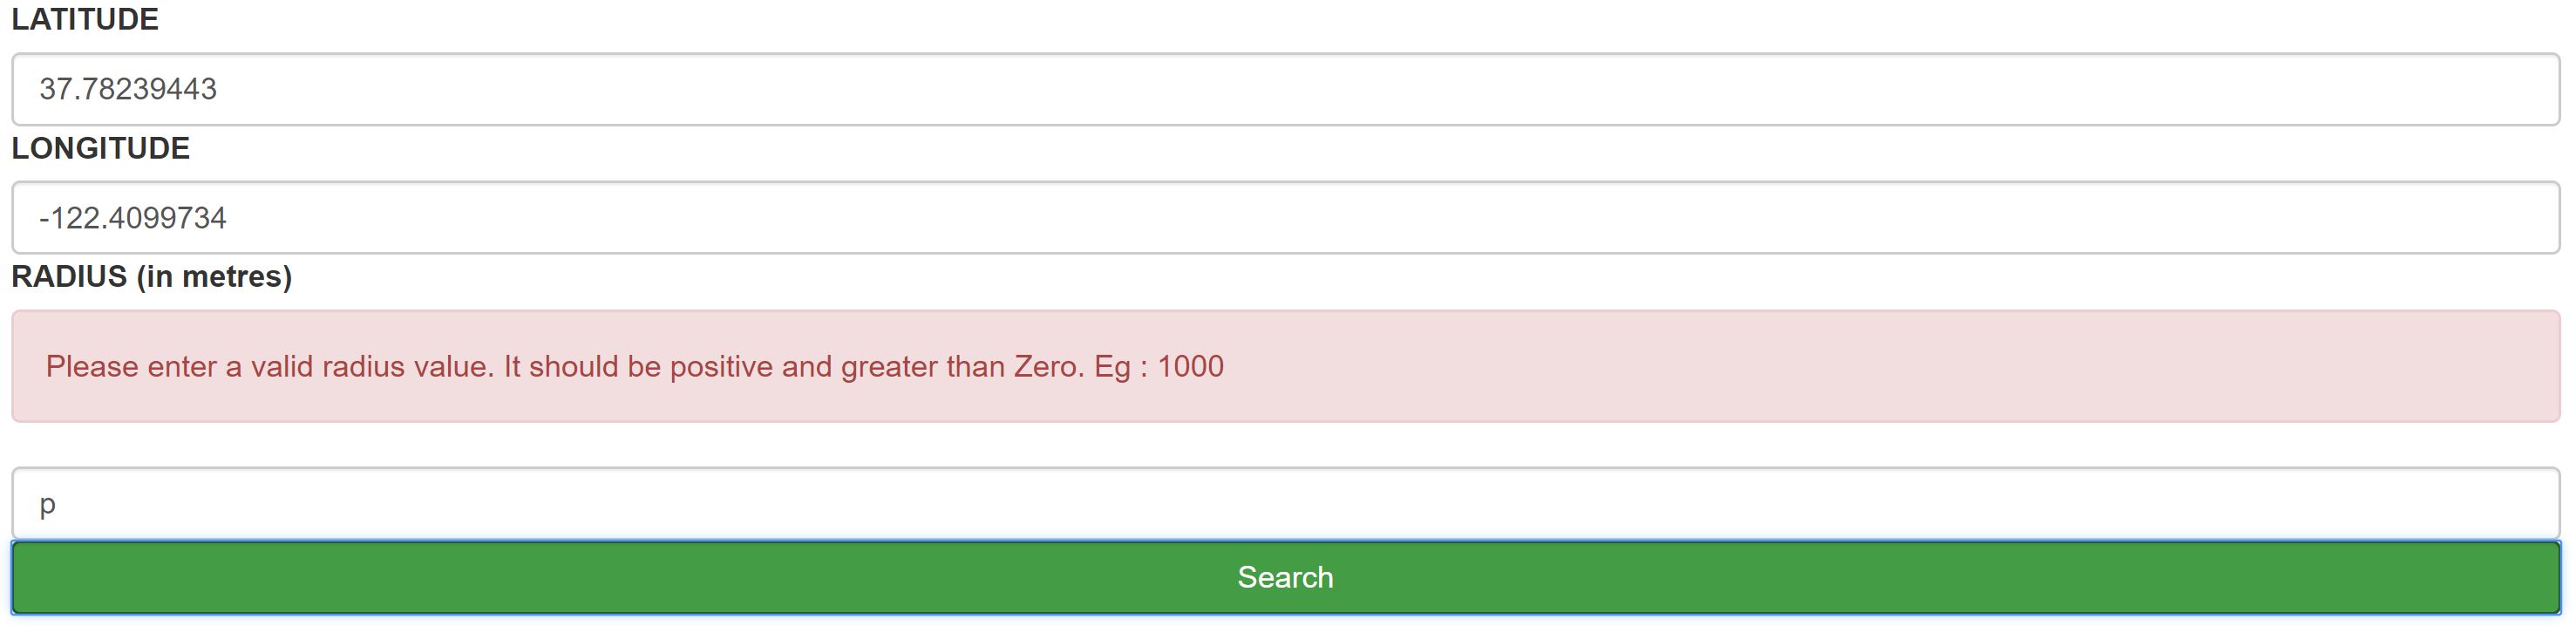 LATITUDE
37.78239443
LONGITUDE
-122.4099734
RADIUS (in metres)
Please enter a valid radius value. It should be positive and greater than Zero. Eg : 1000
p
Search